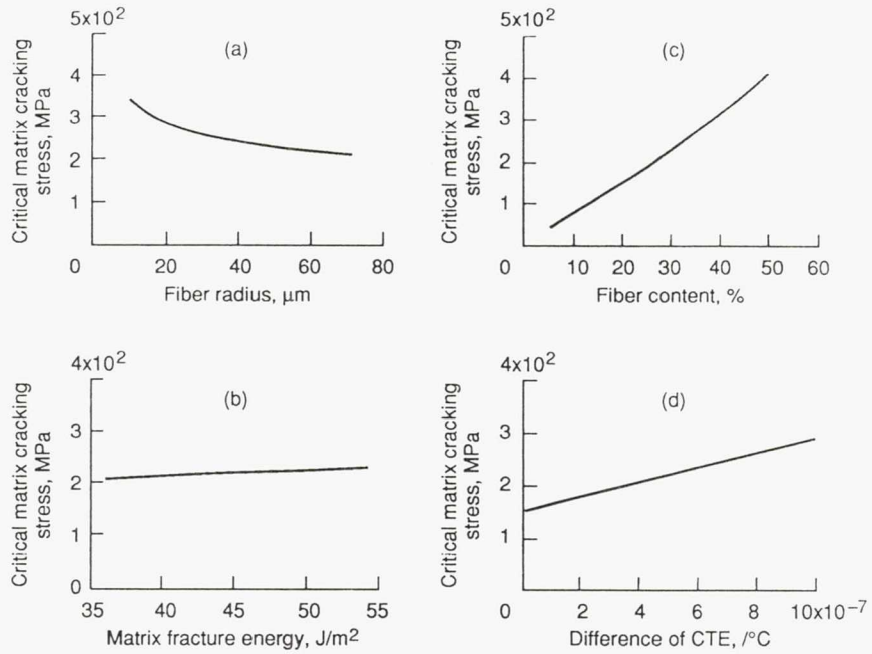 5x10²
(a)
4
3
2
1
0
20
40
60
80
Critical matrix cracking
stress, MPa
Fiber radius, μm
5x10²
(c)
4
3
2
1
0
10
20
30
40
50
60
Critical matrix cracking
stress, MPa
Fiber content, %
4x10²
(b)
3
2
1
0
35
40
45
50
55
Critical matrix cracking
stress, MPa
Matrix fracture energy, J/m²
4x10²
(d)
3
2
1
0
2
4
6
8
10x10⁻⁷
Critical matrix cracking
stress, MPa
Difference of CTE, /°C